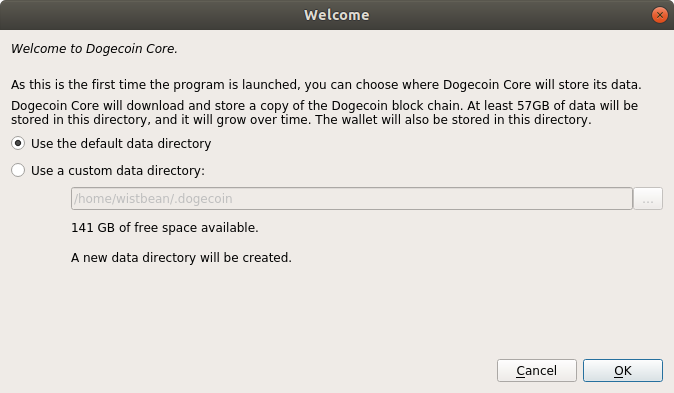 Welcome
Welcome to Dogecoin Core.
As this is the first time the program is launched, you can choose where Dogecoin Core will store its data.
Dogecoin Core will download and store a copy of the Dogecoin block chain. At least 57GB of data will be
stored in this directory, and it will grow over time. The wallet will also be stored in this directory.
Use the default data directory
Use a custom data directory:
/home/wistbean/.dogecoin
...
141 GB of free space available.
A new data directory will be created.
Cancel
OK